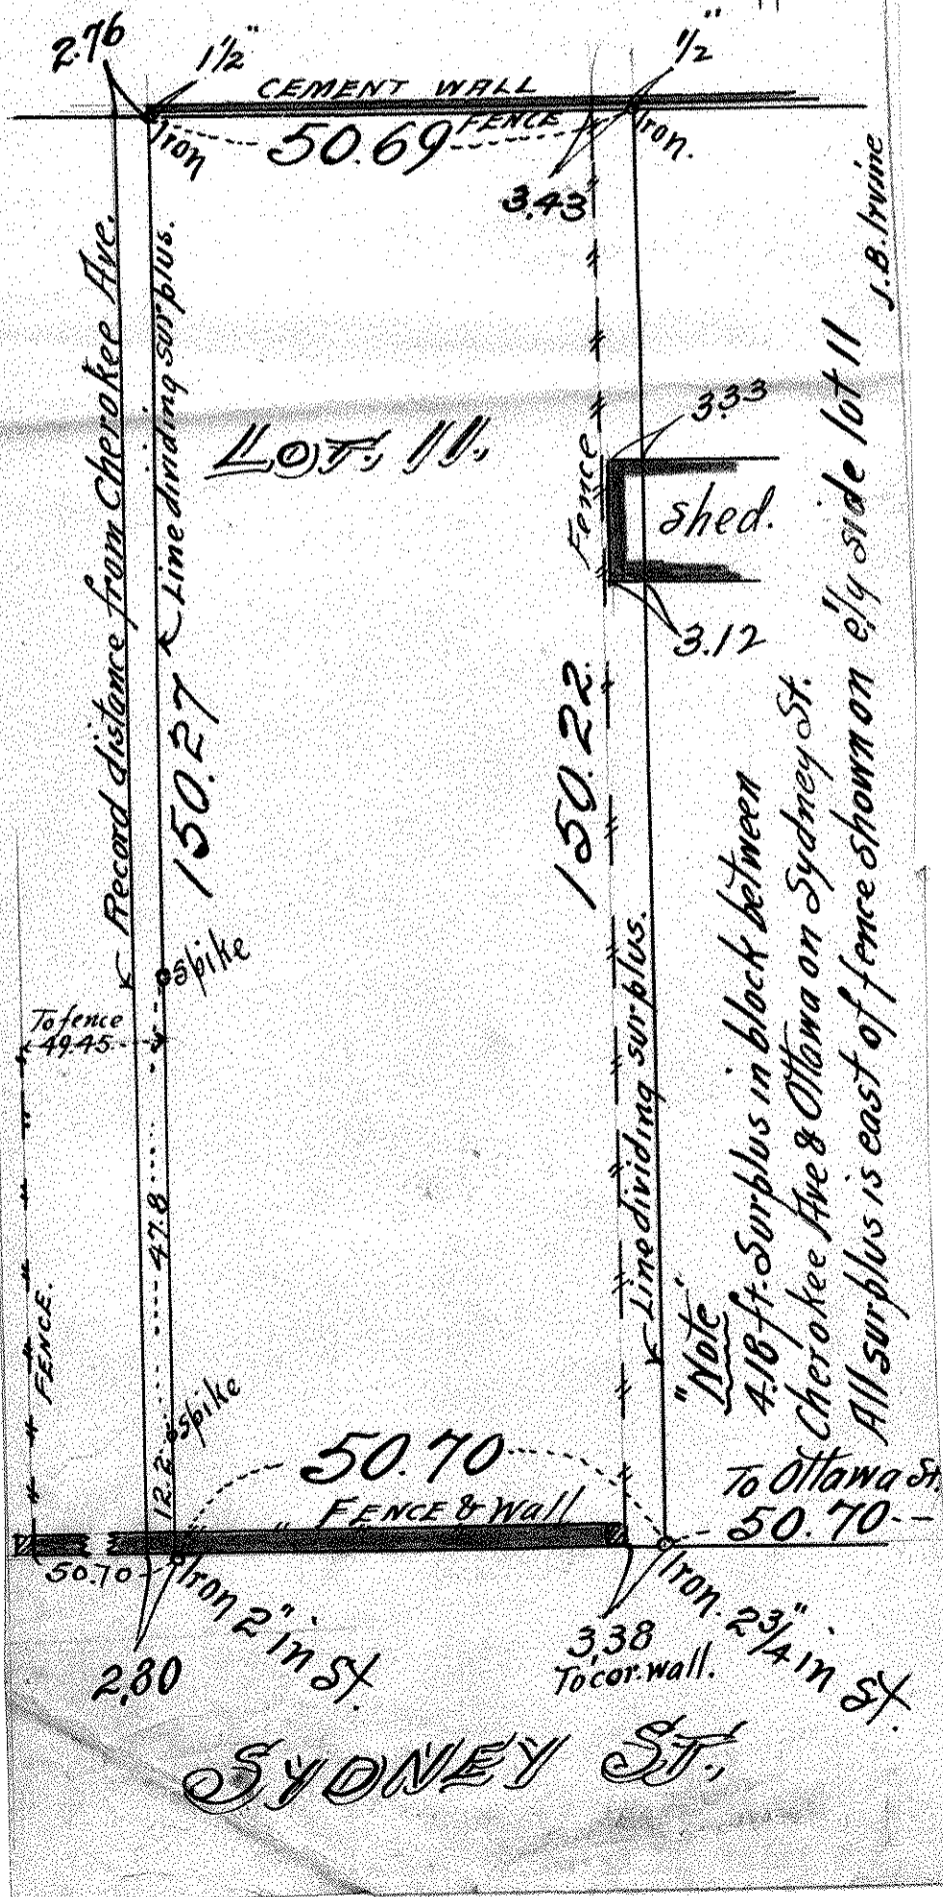 2.76
1½"
½"
CEMENT WALL
FENCE
Iron
50.69
Iron.
3.43
J.B. Irvine
Record distance from Cherokee Ave.
Line dividing surplus.
LOT, 11,
3.33
Fence
Shed.
3.12
150.27
150.22.
spike
To fence
49.45
47.8
FENCE.
Line dividing surplus.
"Note"
4.18 ft. Surplus in block between
Cherokee Ave & Ottawa on Sydney St.
All surplus is east of fence shown on e'ly side lot 11
spike
12.2
50.70
FENCE & Wall
To Ottawa St.
50.70
50.70
Iron 2" in St.
Iron. 2¾" in St.
2.80
3.38
To cor. wall.
SYDNEY ST.,